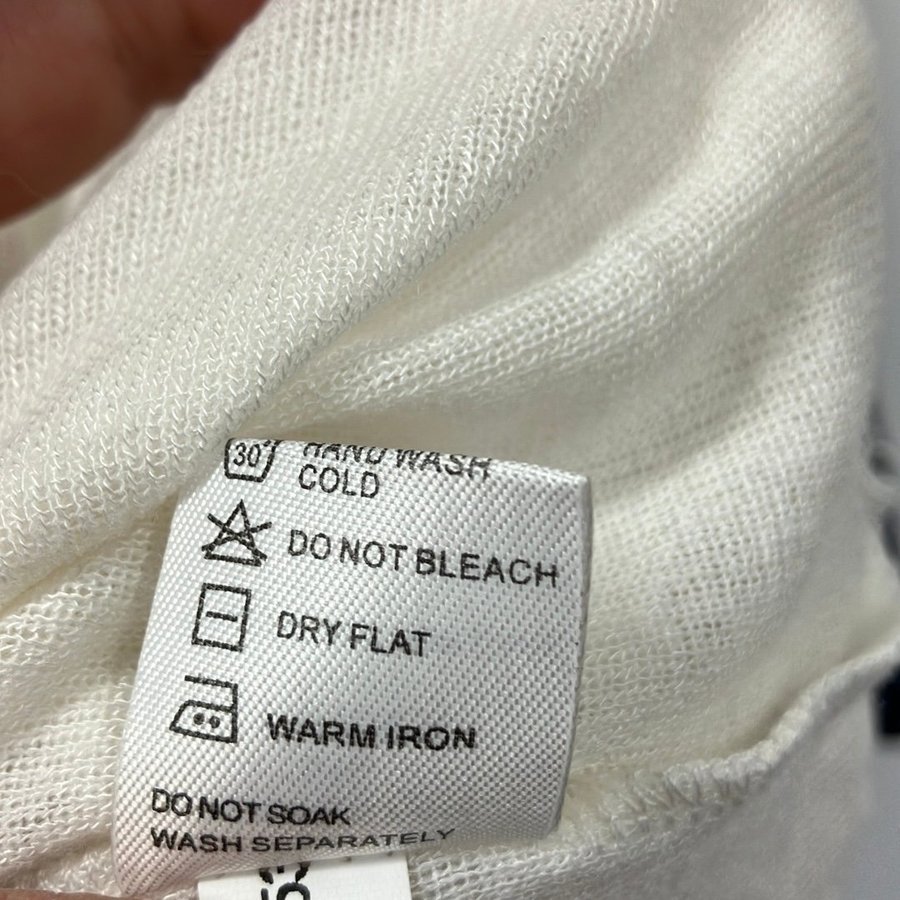 30 HAND WASH
COLD
DO NOT BLEACH
DRY FLAT
WARM IRON
DO NOT SOAK
WASH SEPARATELY